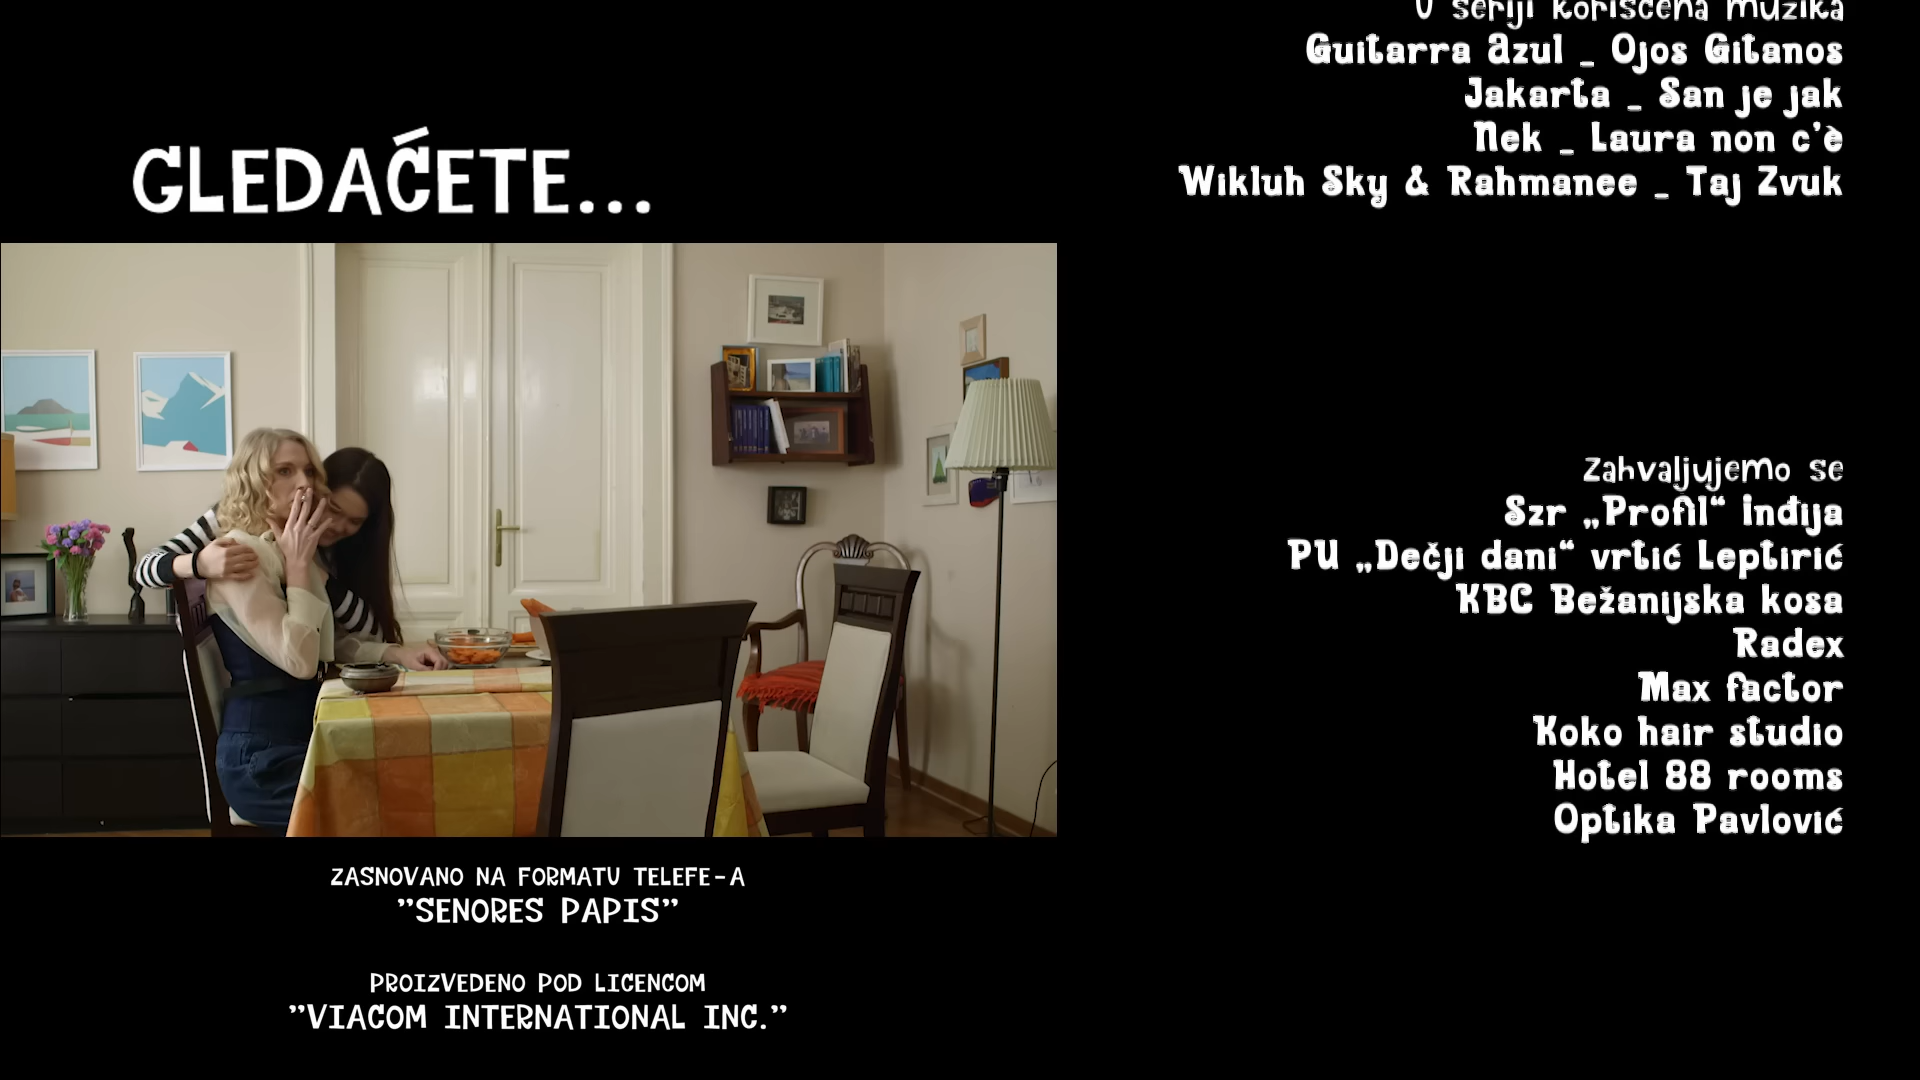 U seriji korišćena muzika
Guitarra Azul _ Ojos Gitanos
Jakarta _ San je jak
Nek _ Laura non c'è
Wikluh Sky & Rahmanee _ Taj Zvuk
GLEDAĆETE...
Zahvaljujemo se
Szr „Profil“ Inđija
PU „Dečji dani“ vrtić Leptirić
KBC Bežanijska kosa
Radex
Max factor
Koko hair studio
Hotel 88 rooms
Optika Pavlović
ZASNOVANO NA FORMATU TELEFE-A
”SENORES PAPIS”
PROIZVEDENO POD LICENCOM
”VIACOM INTERNATIONAL INC.”